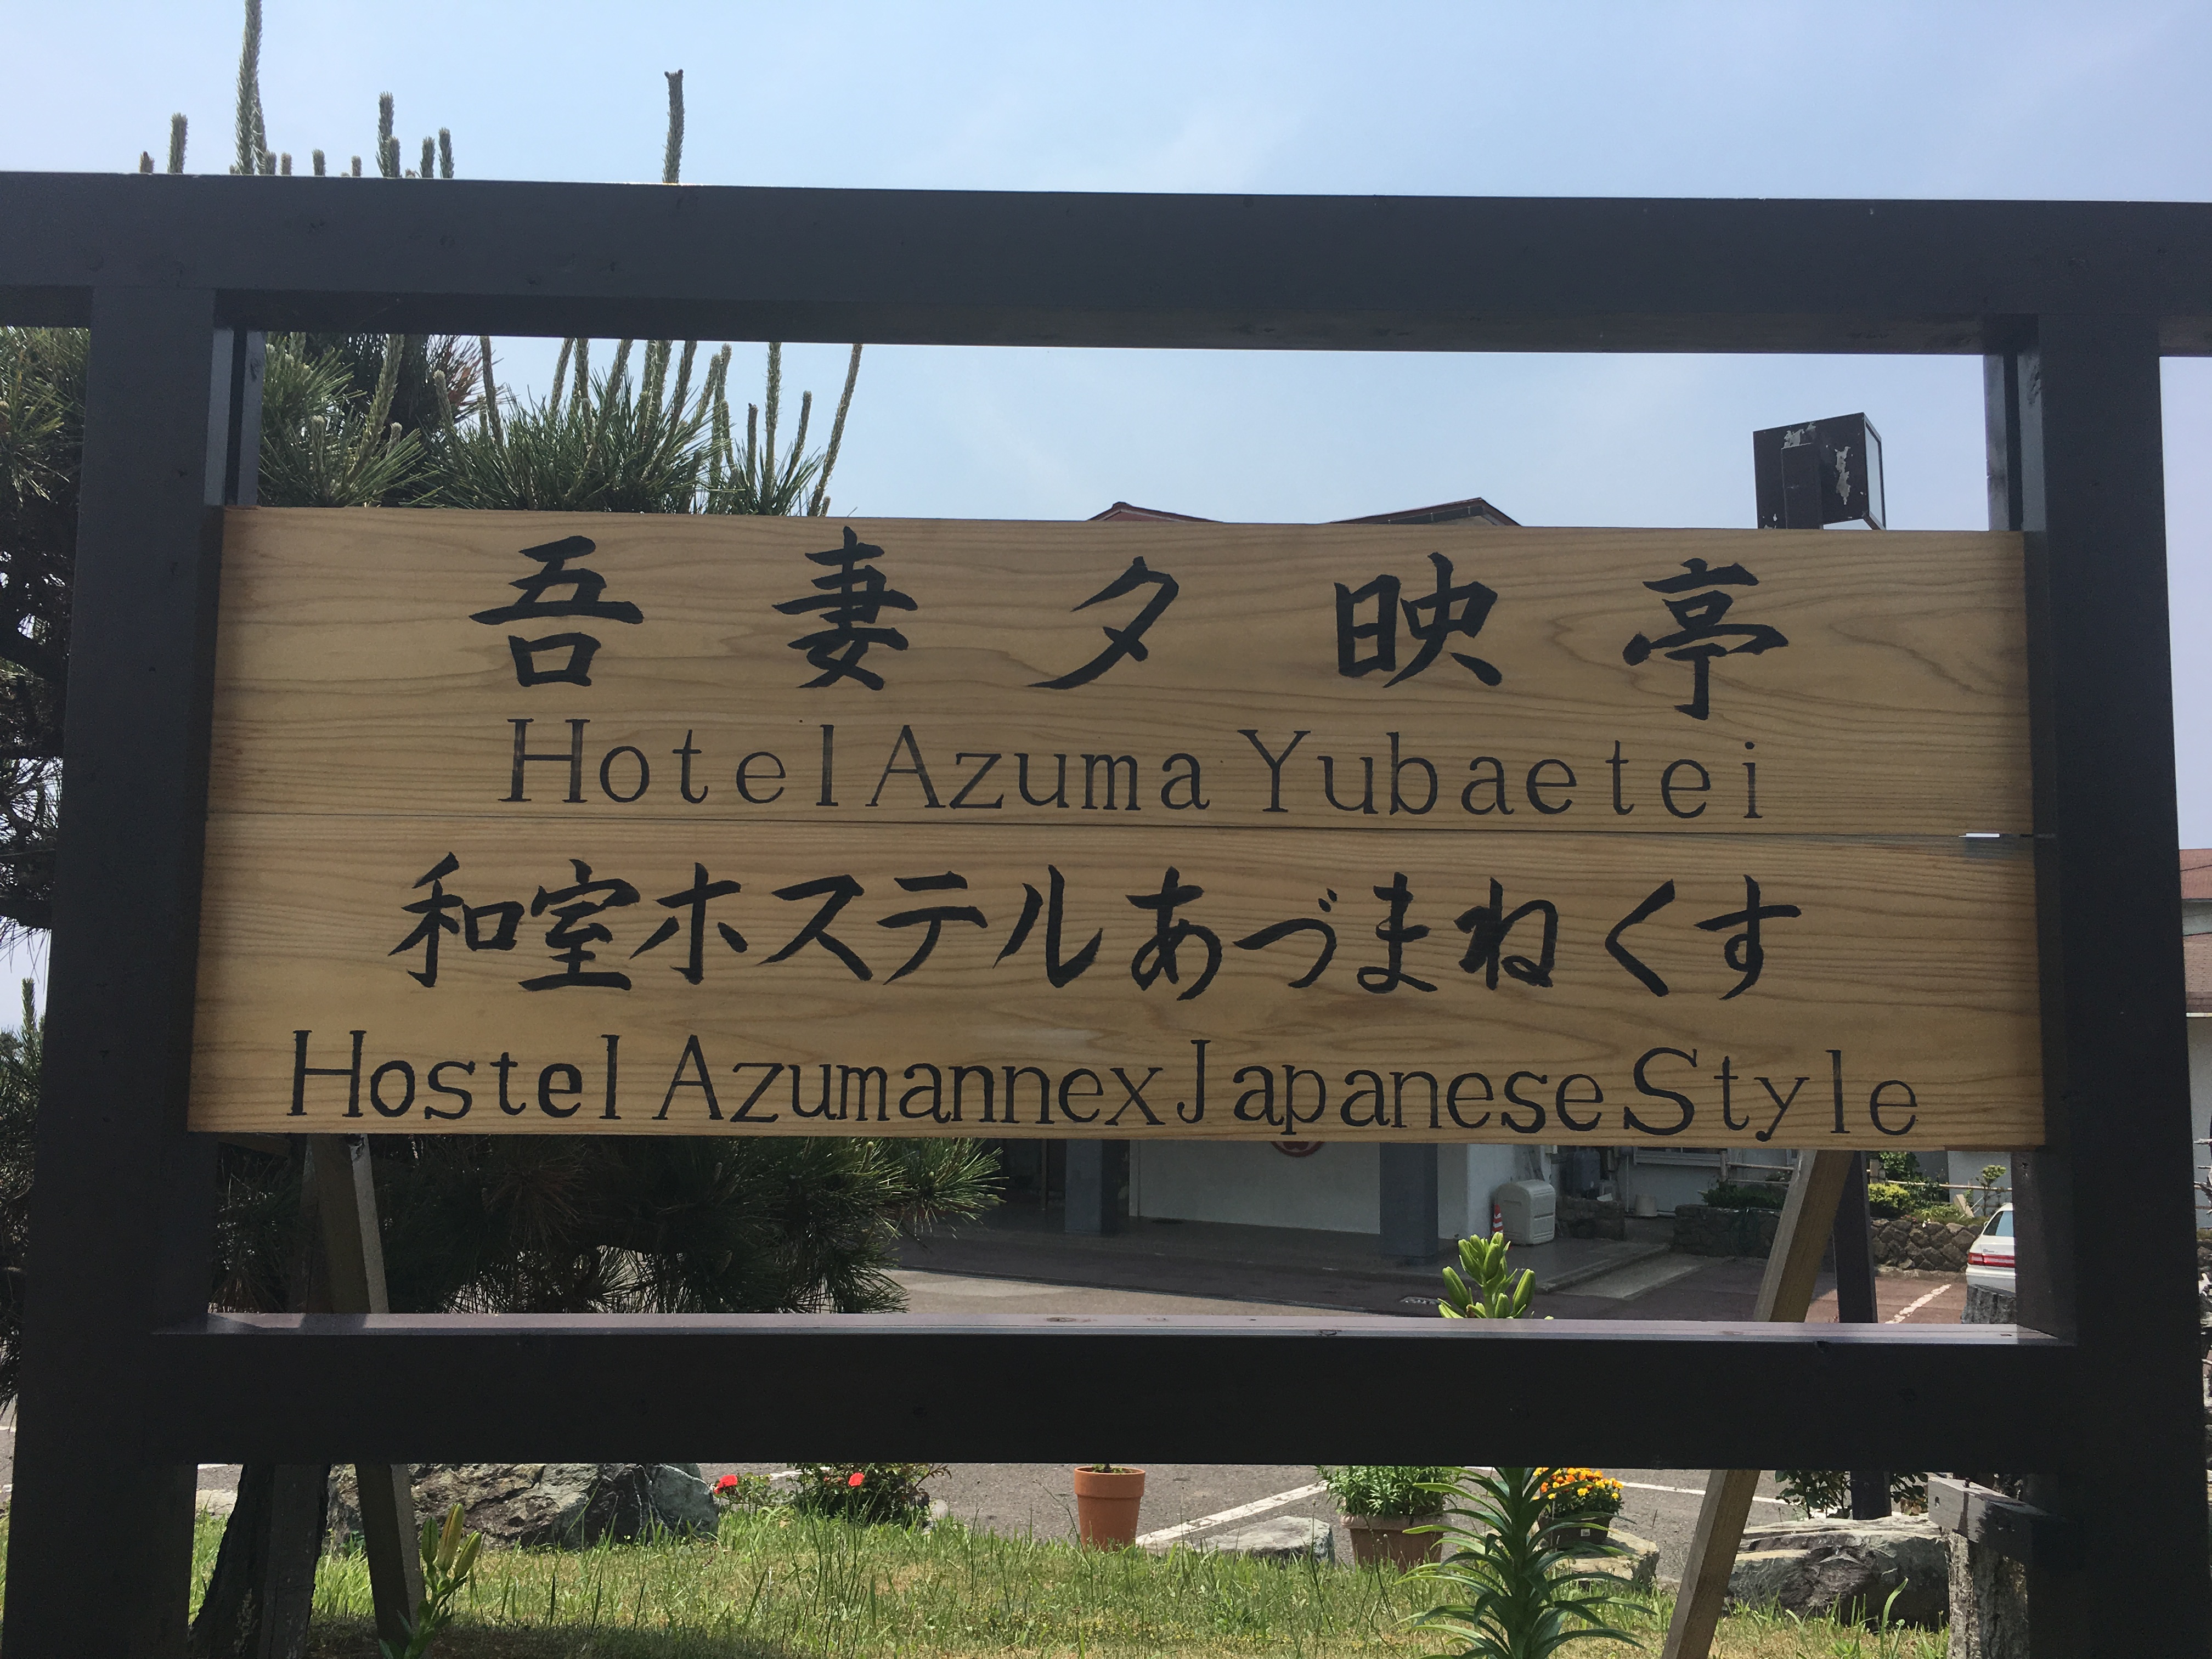 吾妻夕映亭
Hotel Azuma Yubaetei
和室ホステルあづまねくす
Hostel Azumannex Japanese Style